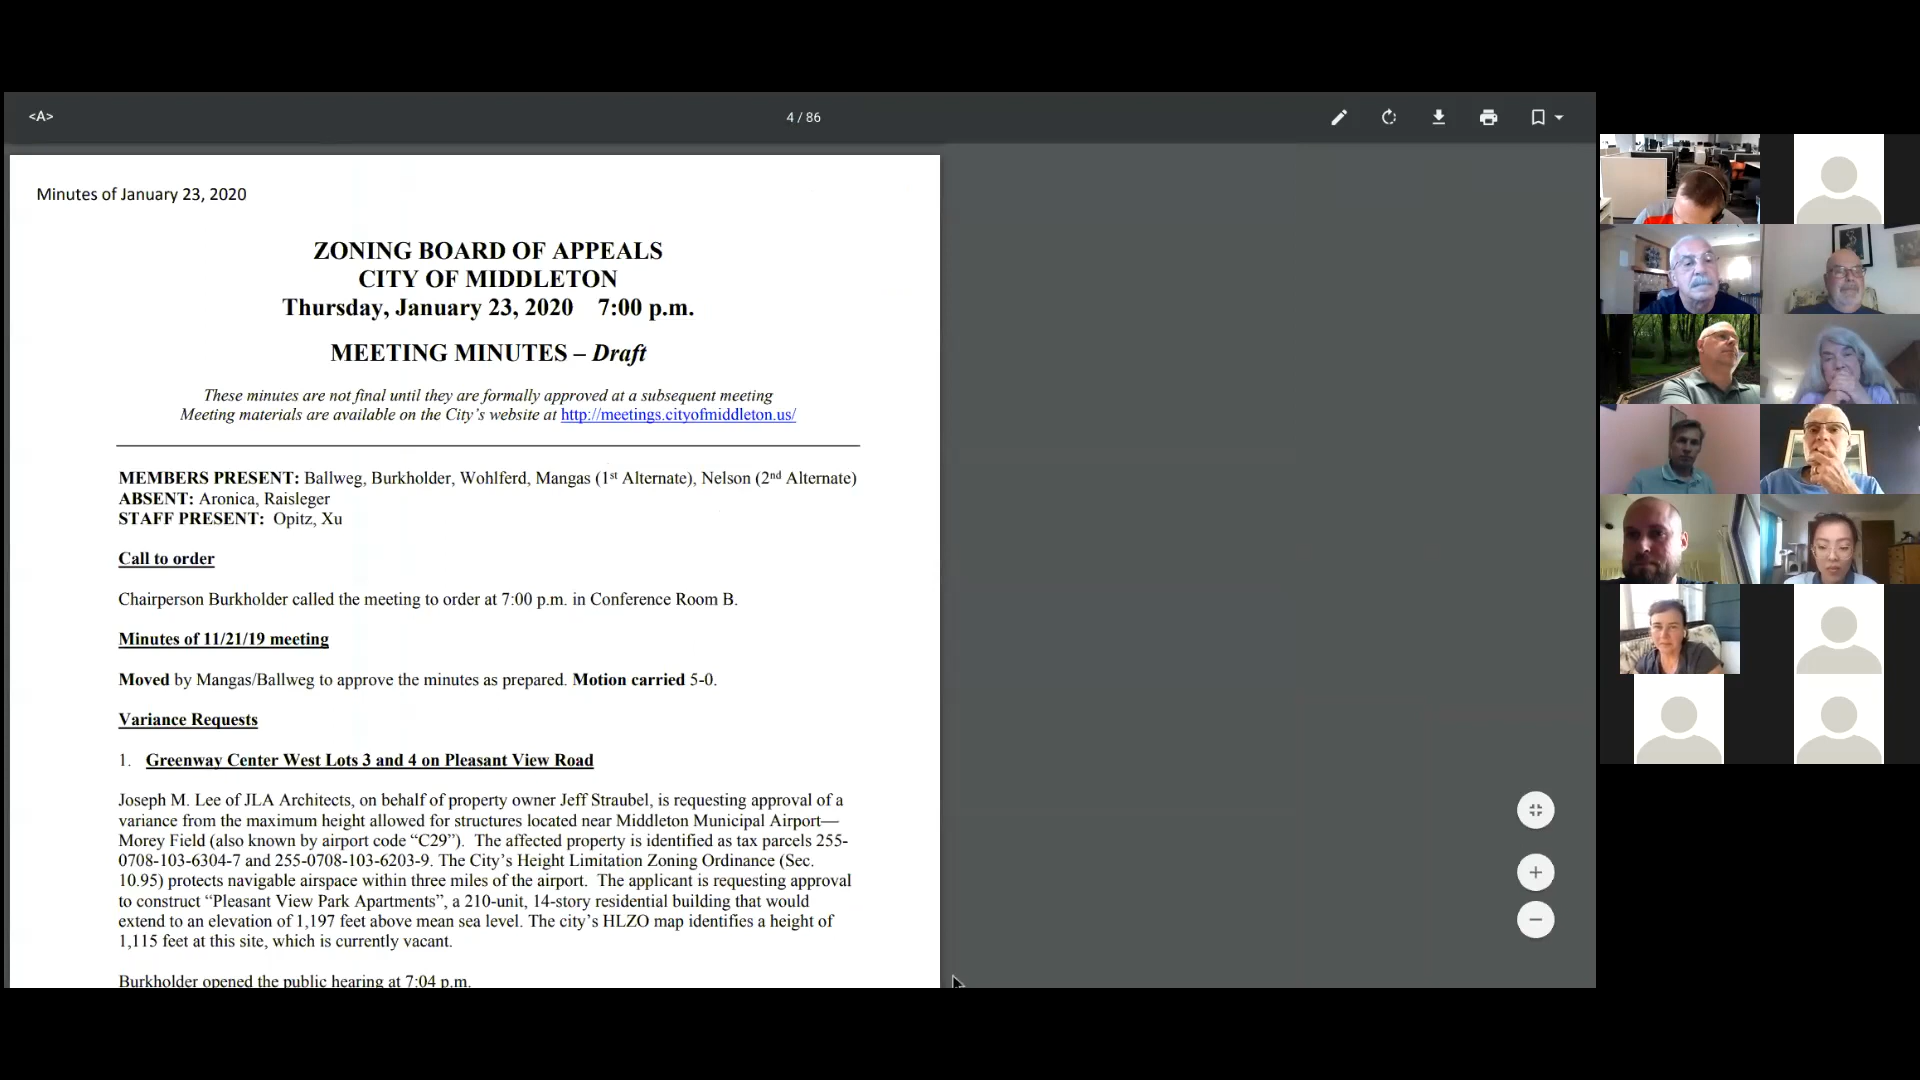 <A>
4 / 86
Minutes of January 23, 2020
ZONING BOARD OF APPEALS
CITY OF MIDDLETON
Thursday, January 23, 2020 7:00 p.m.
MEETING MINUTES – Draft
These minutes are not final until they are formally approved at a subsequent meeting
Meeting materials are available on the City's website at http://meetings.cityofmiddleton.us/
MEMBERS PRESENT: Ballweg, Burkholder, Wohlferd, Mangas (1st Alternate), Nelson (2nd Alternate)
ABSENT: Aronica, Raisleger
STAFF PRESENT: Opitz, Xu
Call to order
Chairperson Burkholder called the meeting to order at 7:00 p.m. in Conference Room B.
Minutes of 11/21/19 meeting
Moved by Mangas/Ballweg to approve the minutes as prepared. Motion carried 5-0.
Variance Requests
1. Greenway Center West Lots 3 and 4 on Pleasant View Road
Joseph M. Lee of JLA Architects, on behalf of property owner Jeff Straubel, is requesting approval of a
variance from the maximum height allowed for structures located near Middleton Municipal Airport—
Morey Field (also known by airport code “C29”). The affected property is identified as tax parcels 255-
0708-103-6304-7 and 255-0708-103-6203-9. The City's Height Limitation Zoning Ordinance (Sec.
10.95) protects navigable airspace within three miles of the airport. The applicant is requesting approval
to construct “Pleasant View Park Apartments”, a 210-unit, 14-story residential building that would
extend to an elevation of 1,197 feet above mean sea level. The city's HLZO map identifies a height of
1,115 feet at this site, which is currently vacant.
Burkholder opened the public hearing at 7:04 p.m.